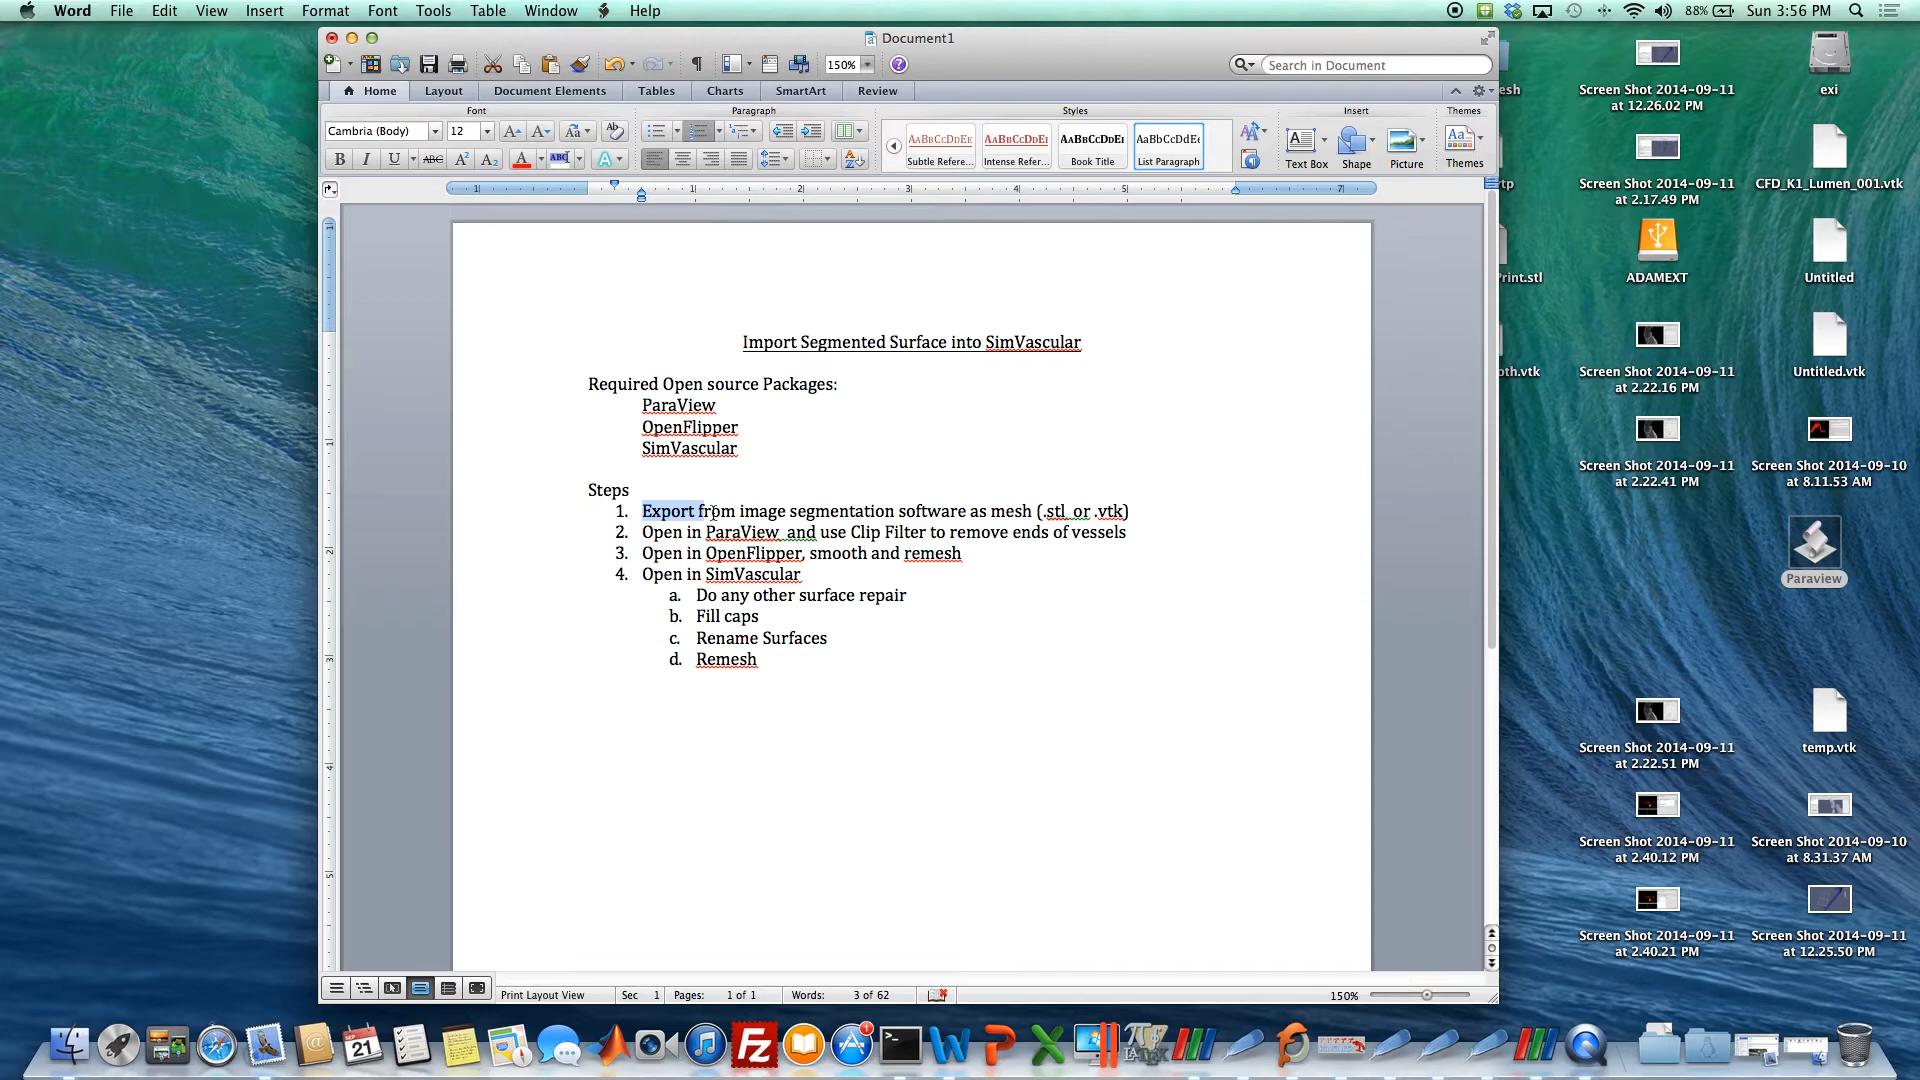 Word File Edit View Insert Format Font Tools Table Window Help 88% Sun 3:56 PM
Document1
150% Search in Document
Home Layout Document Elements Tables Charts SmartArt Review
Font Paragraph Styles Insert Themes
Cambria (Body) 12
AaBbCcDdEe AaBbCcDdEe AaBbCcDdEe AaBbCcDdEe
Subtle Refere... Intense Refer... Book Title List Paragraph Text Box Shape Picture Themes
Import Segmented Surface into SimVascular
Required Open source Packages:
ParaView
OpenFlipper
SimVascular
Steps
1. Export from image segmentation software as mesh (.stl or .vtk)
2. Open in ParaView and use Clip Filter to remove ends of vessels
3. Open in OpenFlipper, smooth and remesh
4. Open in SimVascular
a. Do any other surface repair
b. Fill caps
c. Rename Surfaces
d. Remesh
Print Layout View Sec 1 Pages: 1 of 1 Words: 3 of 62 150%
Screen Shot 2014-09-11
at 12.26.02 PM
exi
Screen Shot 2014-09-11
at 2.17.49 PM
CFD_K1_Lumen_001.vtk
ADAMEXT
Untitled
Screen Shot 2014-09-11
at 2.22.16 PM
Untitled.vtk
Screen Shot 2014-09-11
at 2.22.41 PM
Screen Shot 2014-09-10
at 8.11.53 AM
Paraview
Screen Shot 2014-09-11
at 2.22.51 PM
temp.vtk
Screen Shot 2014-09-11
at 2.40.12 PM
Screen Shot 2014-09-10
at 8.31.37 AM
Screen Shot 2014-09-11
at 2.40.21 PM
Screen Shot 2014-09-11
at 12.25.50 PM